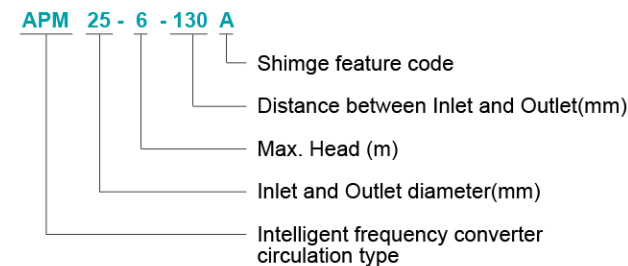 APM 25 - 6 - 130 A
Shimge feature code
Distance between Inlet and Outlet(mm)
Max. Head (m)
Inlet and Outlet diameter(mm)
Intelligent frequency converter
circulation type